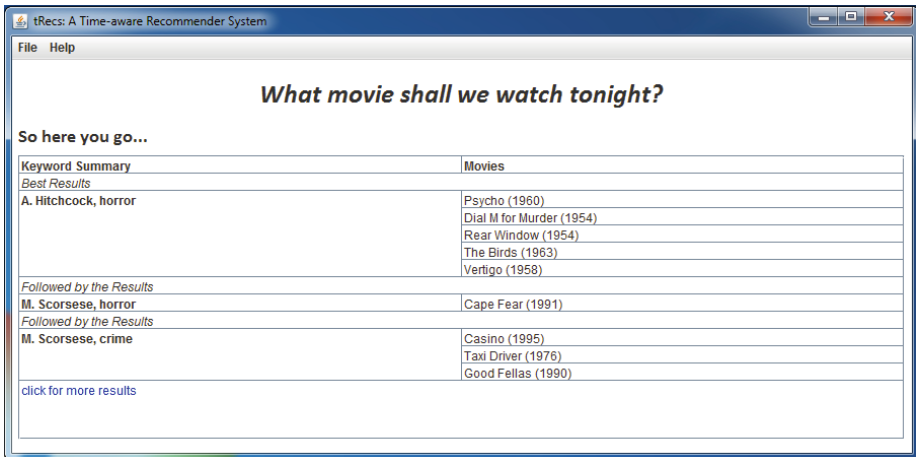 tRecs: A Time-aware Recommender System
File Help
What movie shall we watch tonight?
So here you go...
Keyword Summary Movies
Best Results
A. Hitchcock, horror Psycho (1960)
Dial M for Murder (1954)
Rear Window (1954)
The Birds (1963)
Vertigo (1958)
Followed by the Results
M. Scorsese, horror Cape Fear (1991)
Followed by the Results
M. Scorsese, crime Casino (1995)
Taxi Driver (1976)
Good Fellas (1990)
click for more results